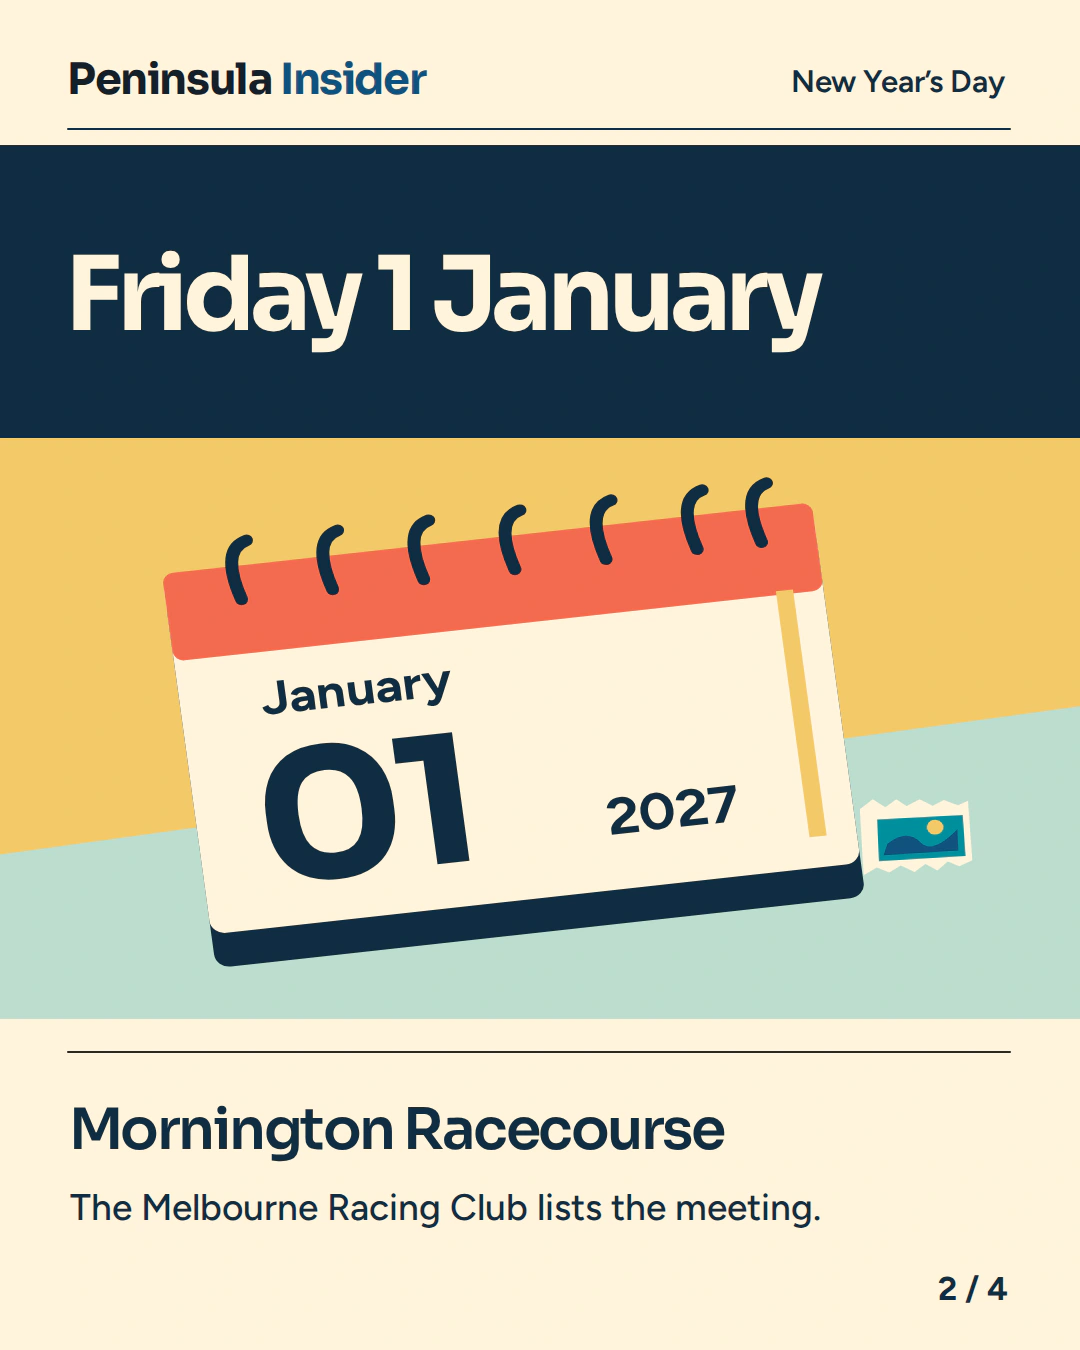 Peninsula Insider
New Year's Day
Friday 1 January
January
01
2027
Mornington Racecourse
The Melbourne Racing Club lists the meeting.
2 / 4